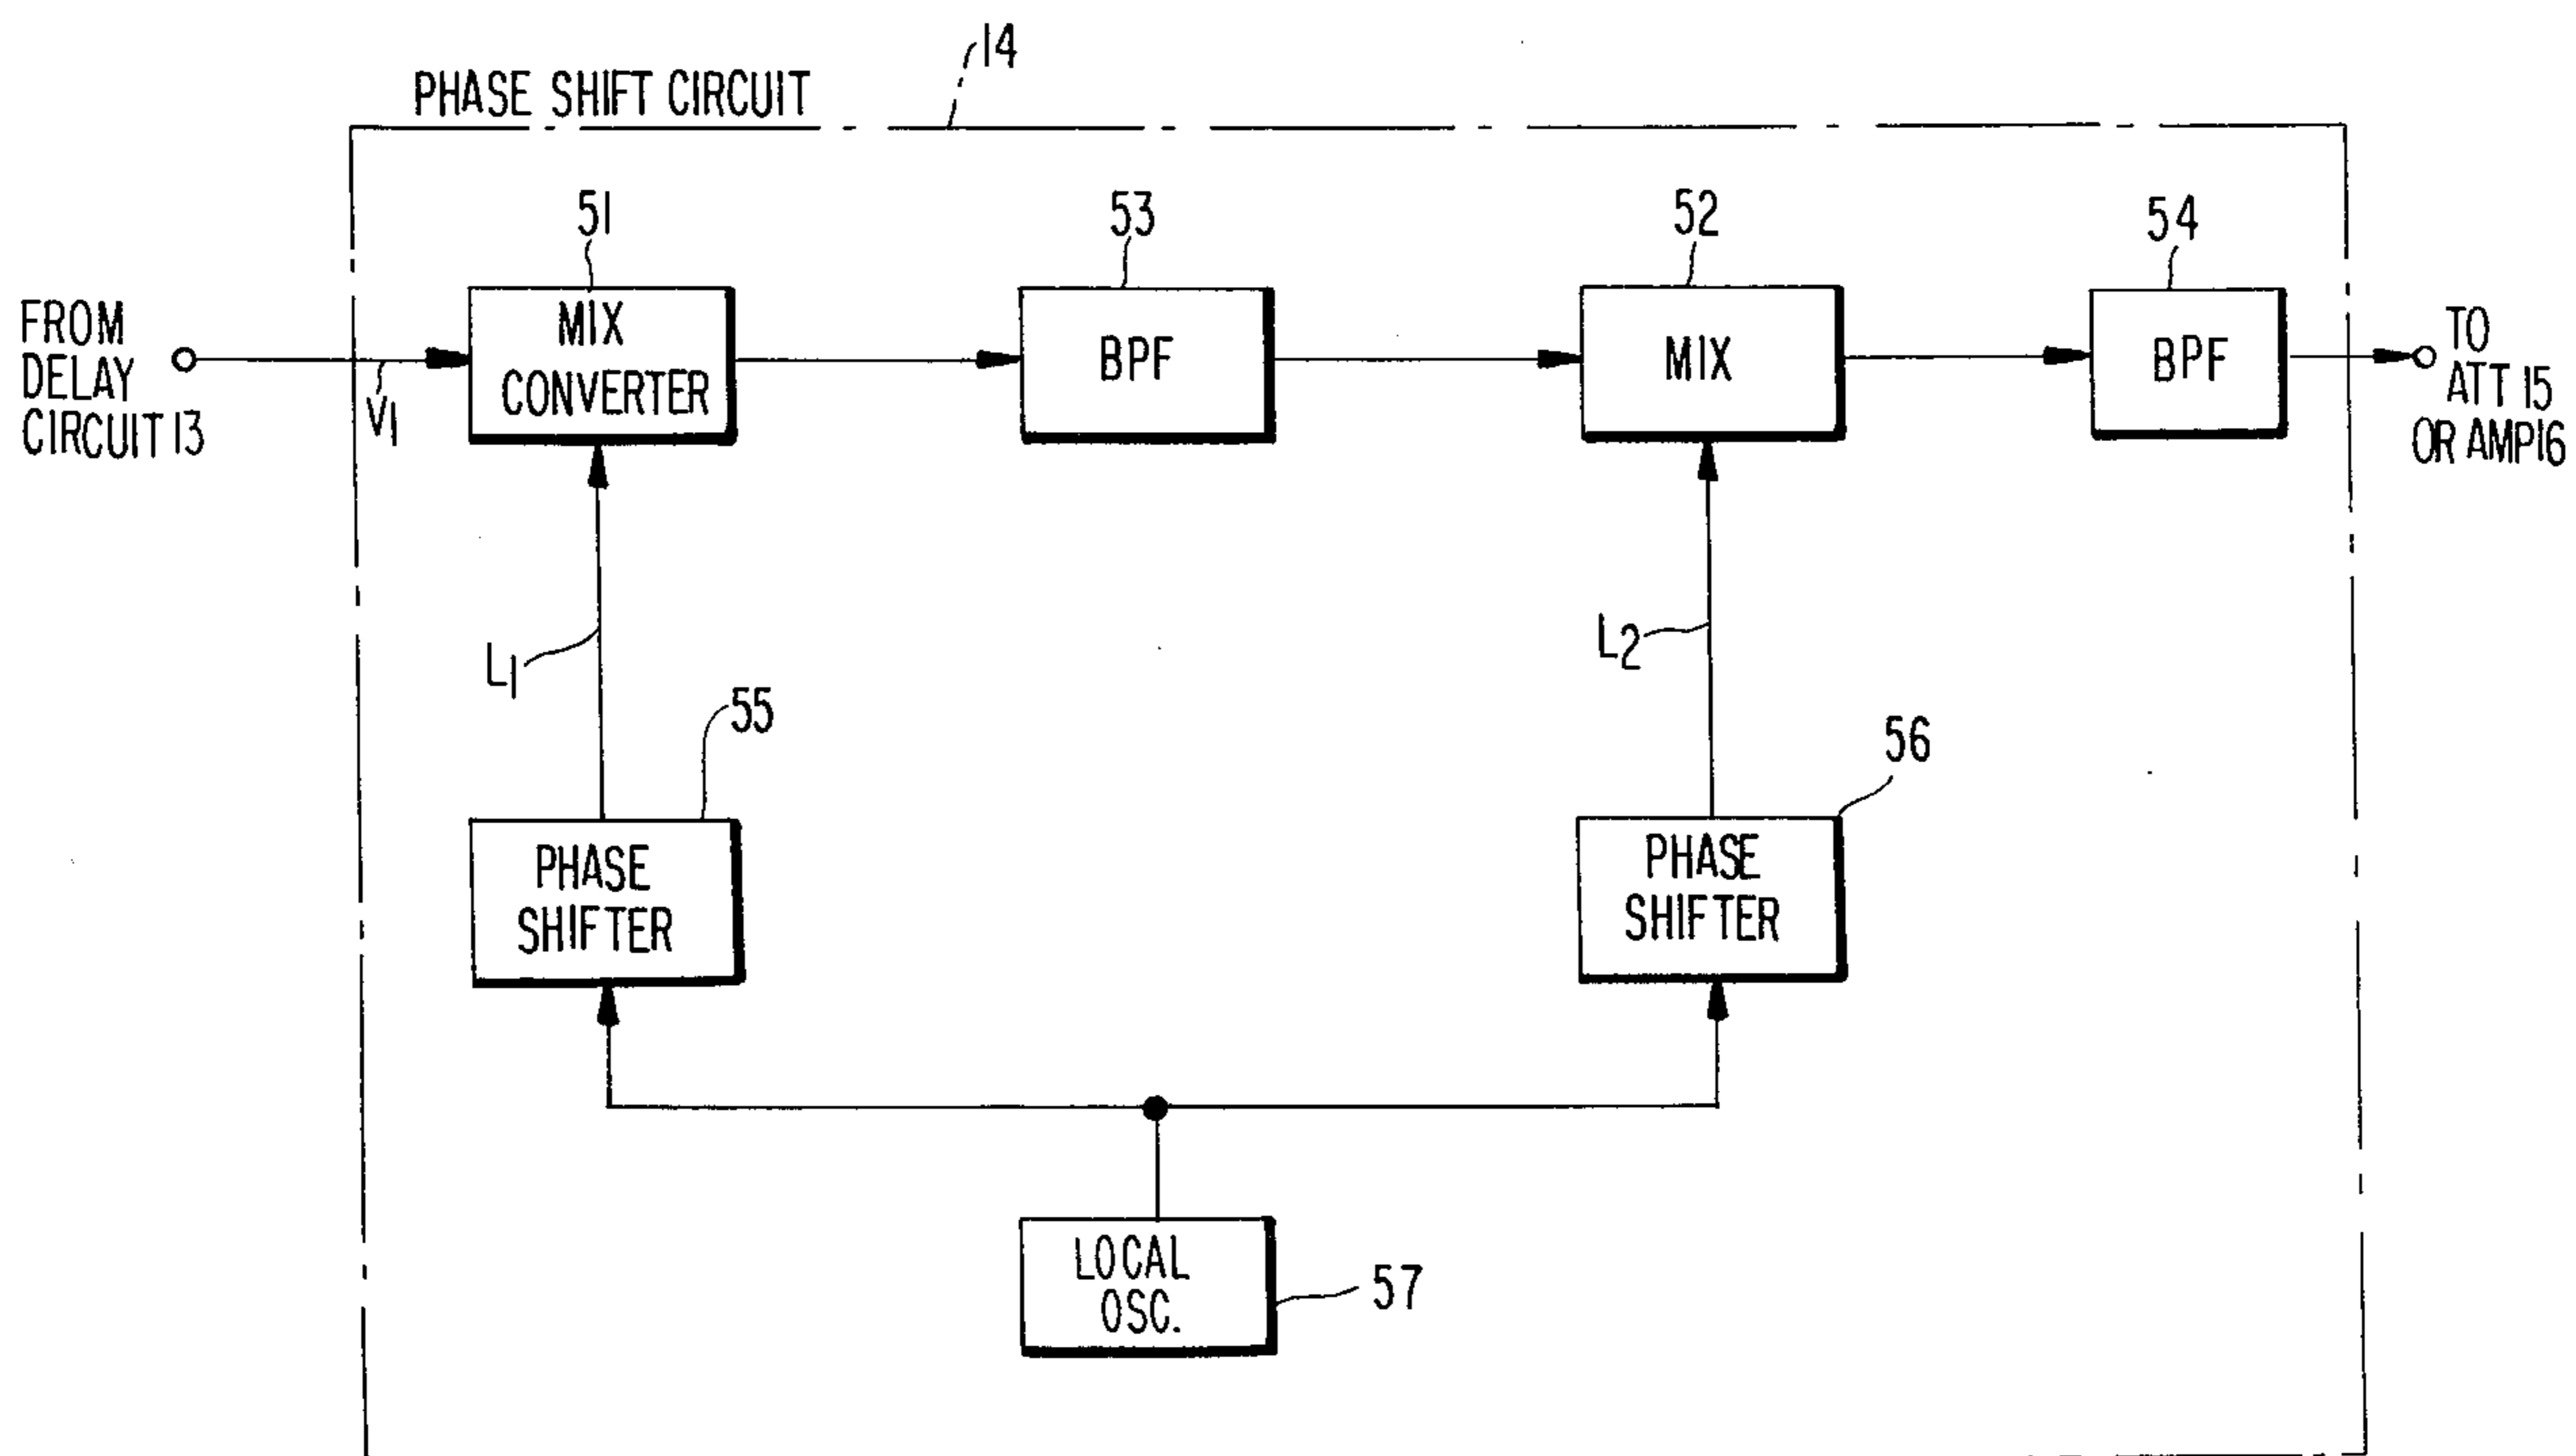 14
PHASE SHIFT CIRCUIT
51
53
52
54
FROM
DELAY
CIRCUIT 13
V1
MIX
CONVERTER
BPF
MIX
BPF
TO
ATT 15
OR AMP16
L1
L2
55
56
PHASE
SHIFTER
PHASE
SHIFTER
LOCAL
OSC.
57